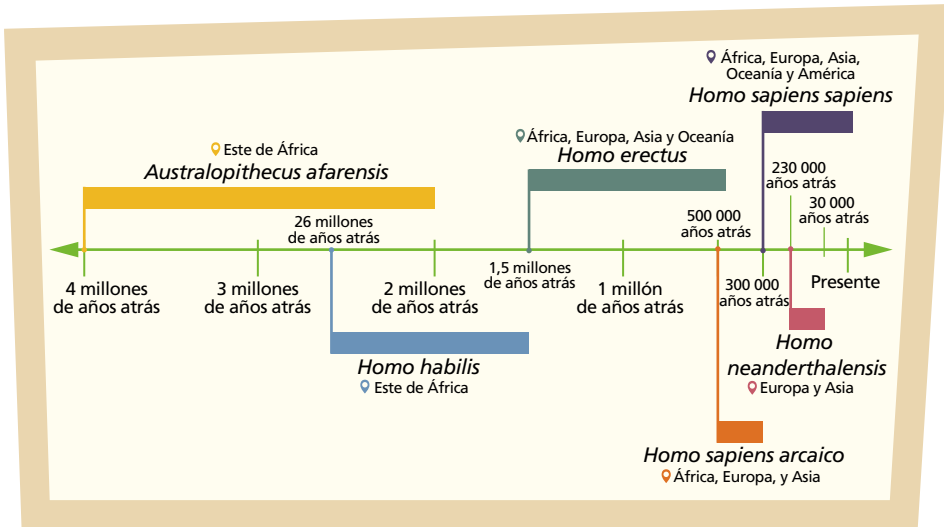 África, Europa, Asia,
Oceanía y América
Homo sapiens sapiens
África, Europa, Asia y Oceanía
Homo erectus
Este de África
Australopithecus afarensis
230 000
años atrás
30 000
años atrás
26 millones
de años atrás
500 000
años atrás
4 millones
de años atrás
3 millones
de años atrás
2 millones
de años atrás
1,5 millones
de años atrás
1 millón
de años atrás
300 000
años atrás
Presente
Homo habilis
Este de África
Homo
neanderthalensis
Europa y Asia
Homo sapiens arcaico
África, Europa, y Asia